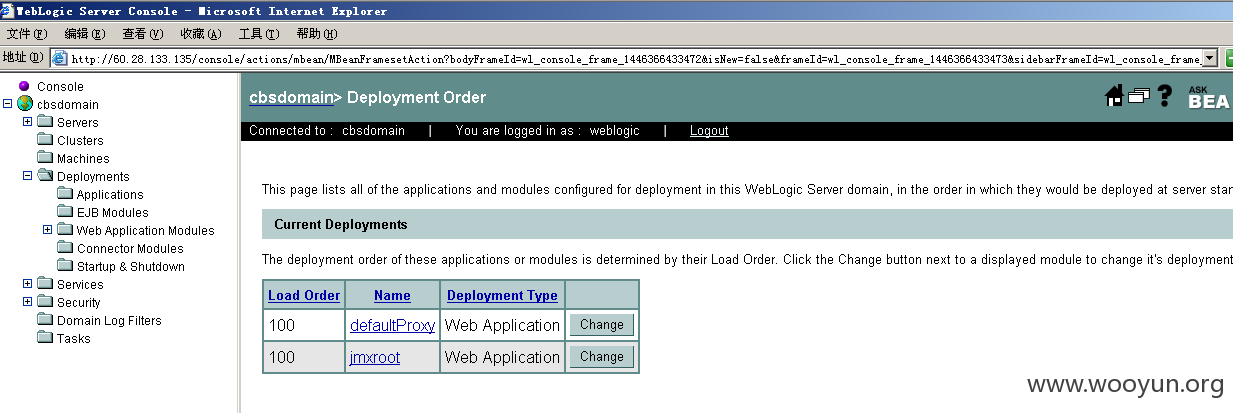 WebLogic Server Console - Microsoft Internet Explorer
文件(F) 编辑(E) 查看(V) 收藏(A) 工具(T) 帮助(H)
地址(D) http://60.28.133.135/console/actions/mbean/MBeanFramesetAction?bodyFrameId=wl_console_frame_1446366433472&isNew=false&frameId=wl_console_frame_1446366433473&sidebarFrameId=wl_console_frame_
Console
cbsdomain
Servers
Clusters
Machines
Deployments
Applications
EJB Modules
Web Application Modules
Connector Modules
Startup & Shutdown
Services
Security
Domain Log Filters
Tasks
cbsdomain> Deployment Order
? ASK BEA
Connected to : cbsdomain | You are logged in as : weblogic | Logout
This page lists all of the applications and modules configured for deployment in this WebLogic Server domain, in the order in which they would be deployed at server star
Current Deployments
The deployment order of these applications or modules is determined by their Load Order. Click the Change button next to a displayed module to change it's deployment
Load Order Name Deployment Type
100 defaultProxy Web Application Change
100 jmxroot Web Application Change
www.wooyun.org